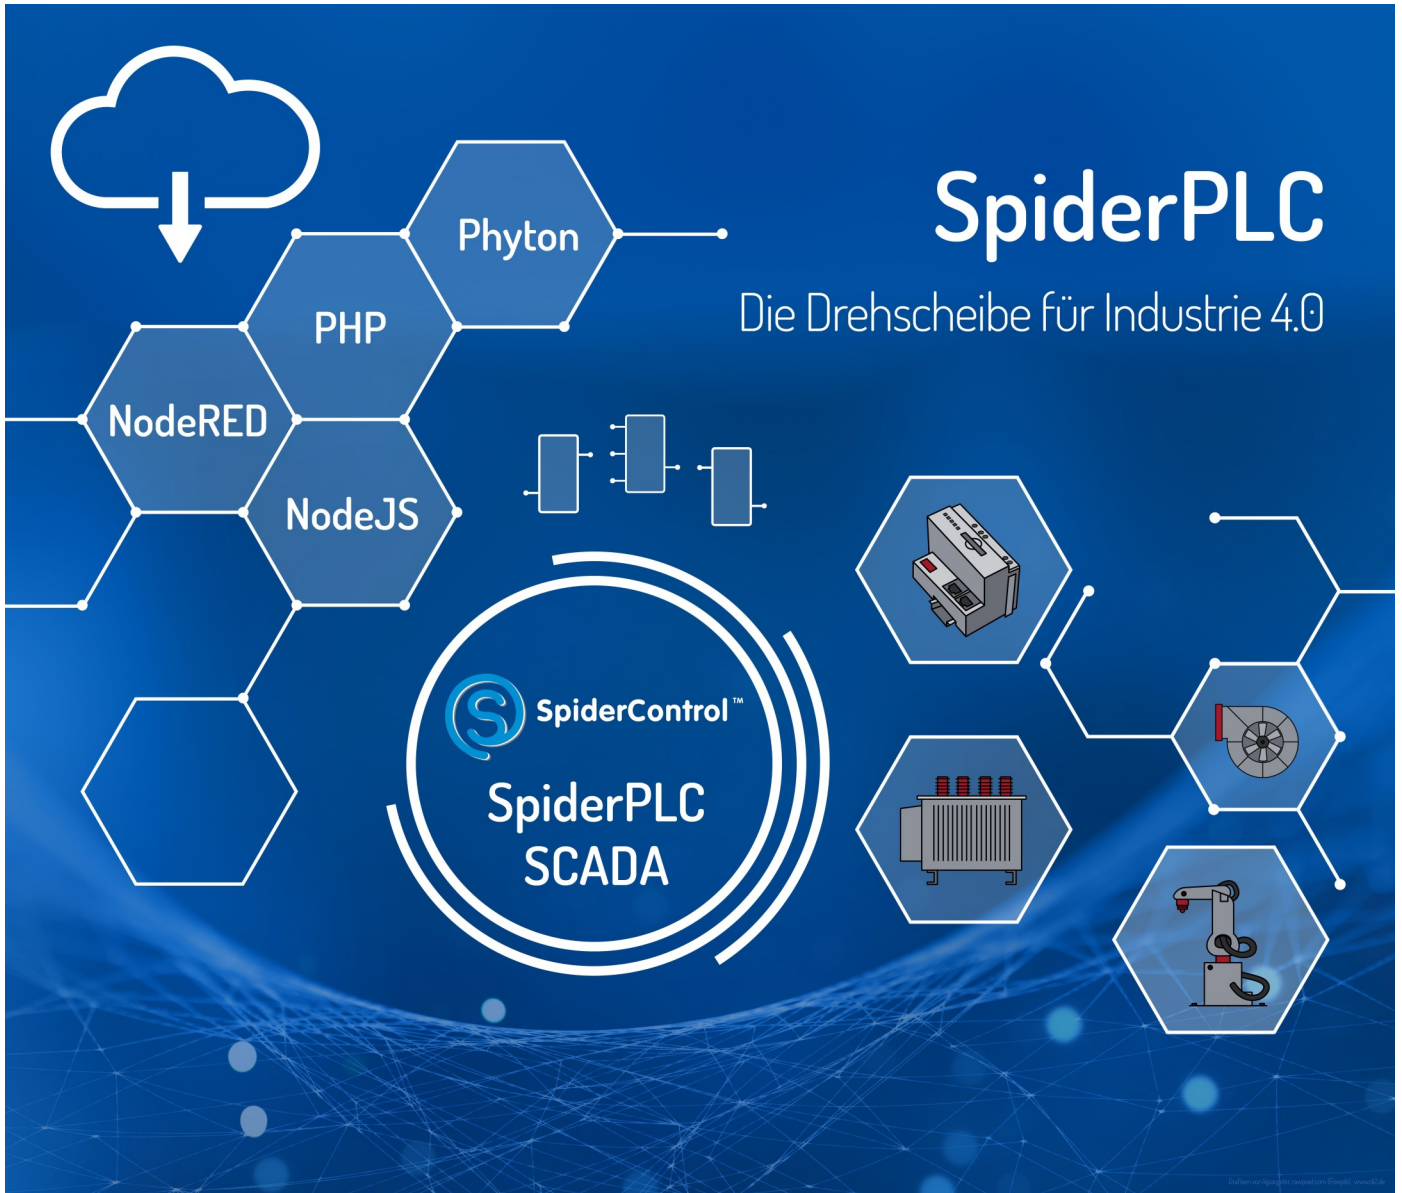 SpiderPLC
Die Drehscheibe für Industrie 4.0
Phyton
PHP
NodeRED
NodeJS
SpiderControl™
SpiderPLC
SCADA